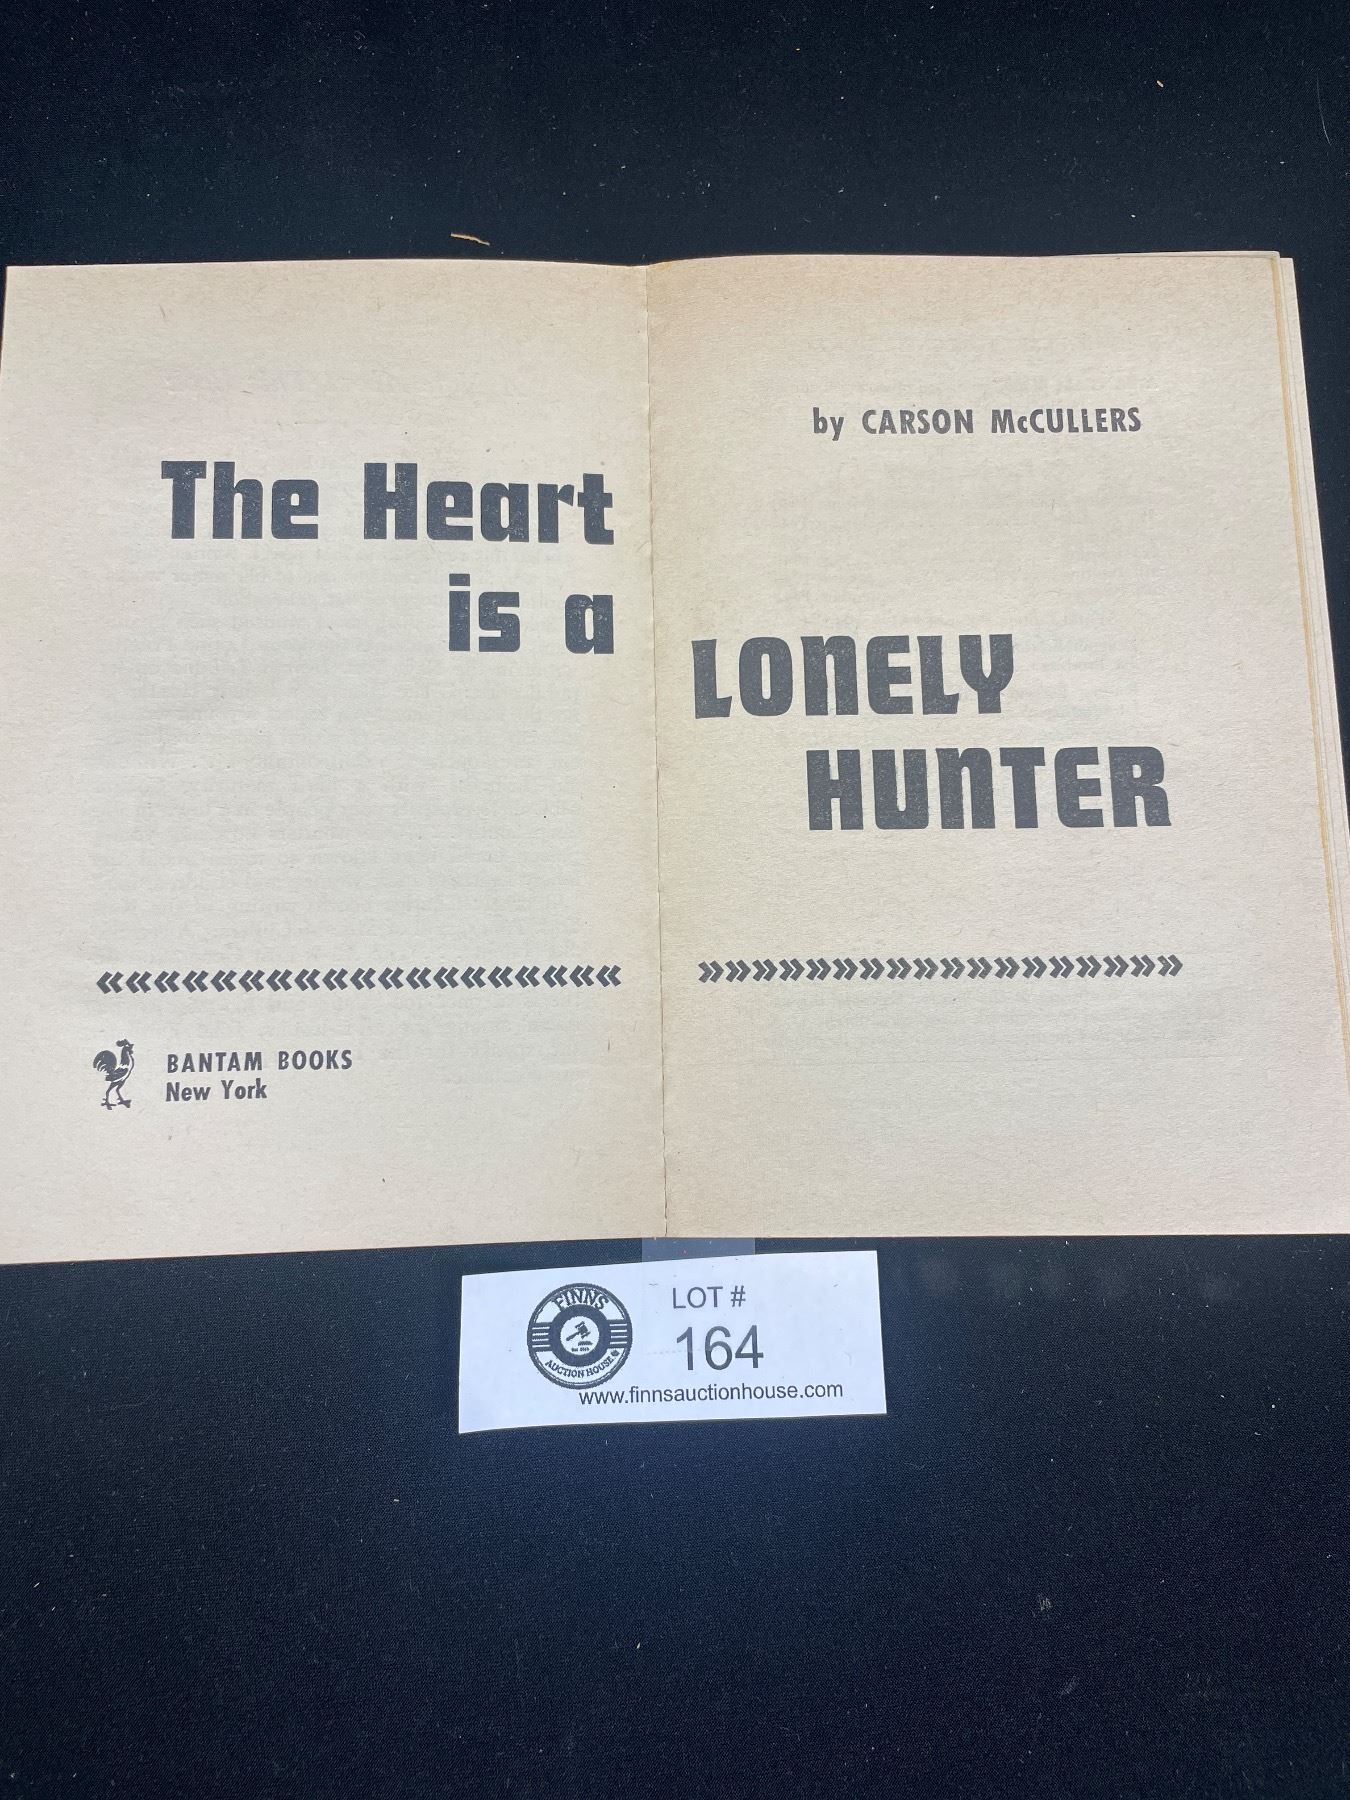 The Heart
is a
BANTAM BOOKS
New York
by CARSON McCULLERS
LONELY
HUNTER
FINNS
AUCTION HOUSE
LOT #
164
www.finnsauctionhouse.com